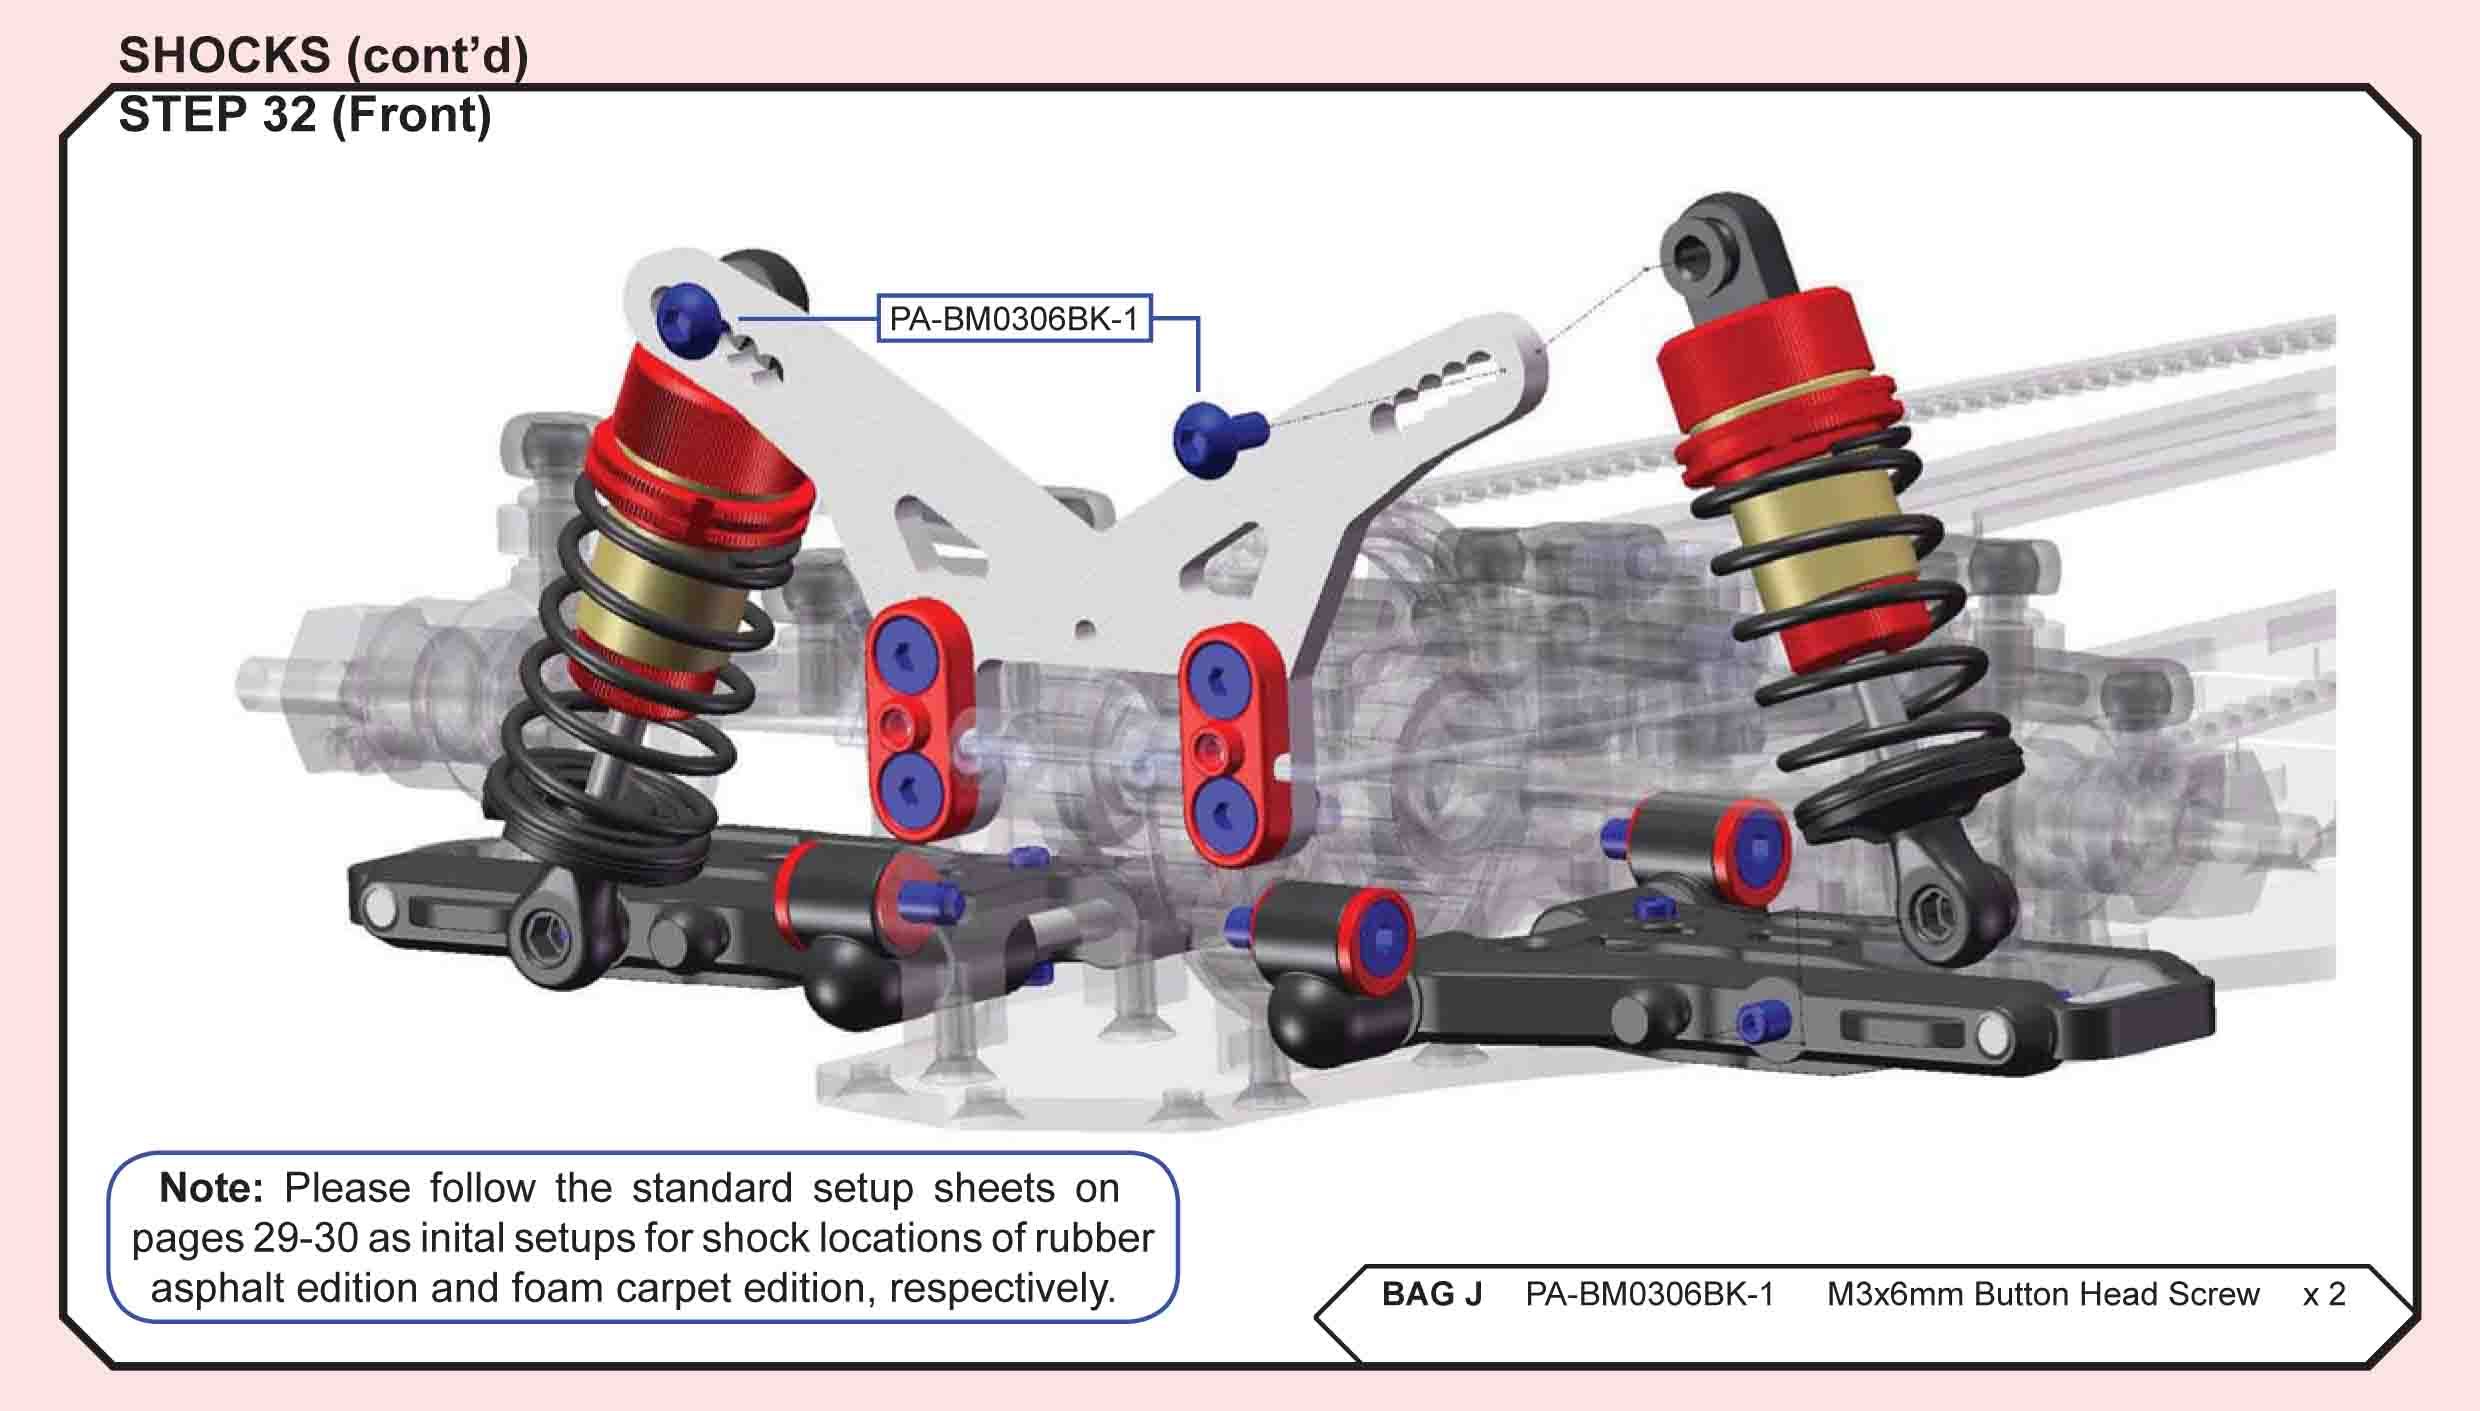 SHOCKS (cont’d)
STEP 32 (Front)
PA-BM0306BK-1
Note: Please follow the standard setup sheets on
pages 29-30 as inital setups for shock locations of rubber
asphalt edition and foam carpet edition, respectively.
BAG J PA-BM0306BK-1 M3x6mm Button Head Screw x 2